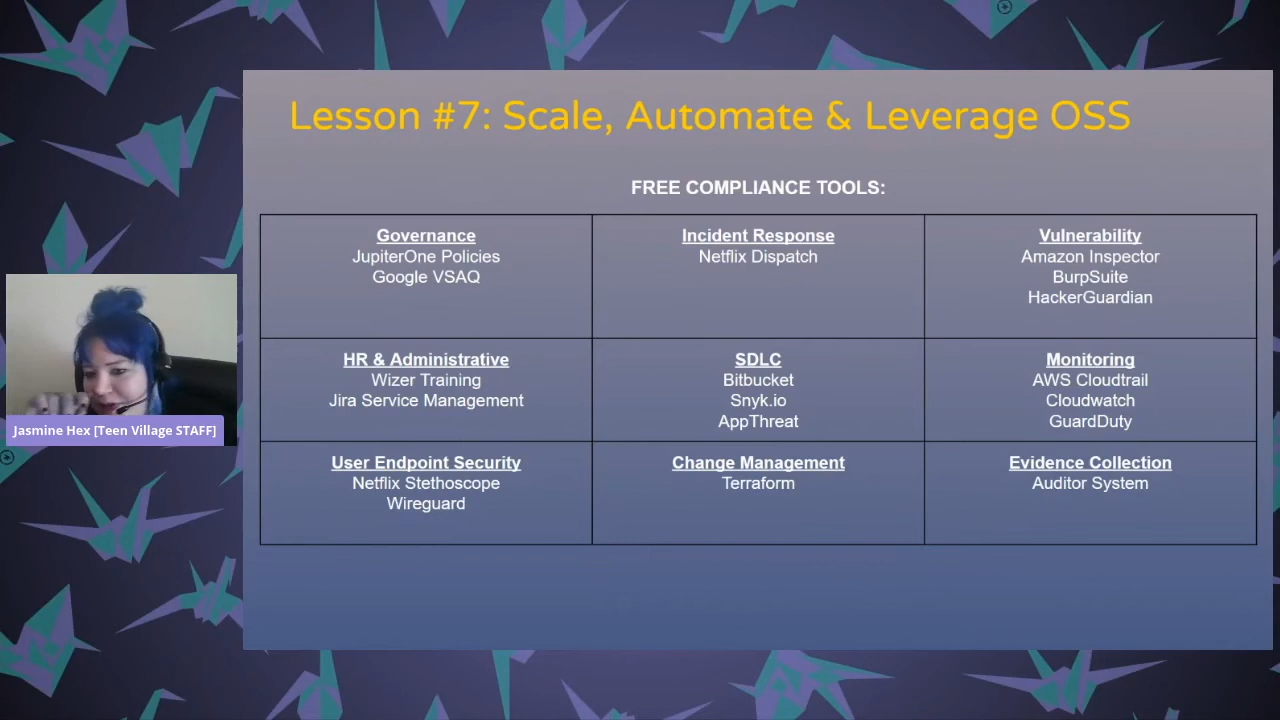 Lesson #7: Scale, Automate & Leverage OSS
FREE COMPLIANCE TOOLS:
Governance
JupiterOne Policies
Google VSAQ
Incident Response
Netflix Dispatch
Vulnerability
Amazon Inspector
BurpSuite
HackerGuardian
HR & Administrative
Wizer Training
Jira Service Management
SDLC
Bitbucket
Snyk.io
AppThreat
Monitoring
AWS Cloudtrail
Cloudwatch
GuardDuty
User Endpoint Security
Netflix Stethoscope
Wireguard
Change Management
Terraform
Evidence Collection
Auditor System
Jasmine Hex [Teen Village STAFF]